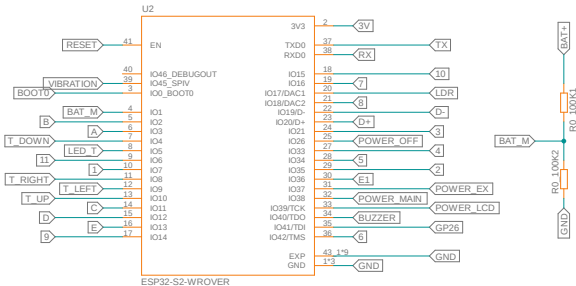 U2
RESET 41 EN
40 IO46_DEBUGOUT
VIBRATION 39 IO45_SPIV
BOOT0 3 IO0_BOOT0
BAT_M 4 IO1
B 5 IO2
A 6 IO3
T_DOWN 7 IO4
LED_T 8 IO5
11 9 IO6
1 10 IO7
T_RIGHT 11 IO8
T_LEFT 12 IO9
T_UP 13 IO10
C 14 IO11
D 15 IO12
E 16 IO13
9 17 IO14
3V3 2 3V
TXD0 37 TX
RXD0 38 RX
IO15 18 10
IO16 19 7
IO17/DAC1 20 LDR
IO18/DAC2 21 8
IO19/D- 22 D-
IO20/D+ 23 D+
IO21 24 3
IO26 25 POWER_OFF
IO33 27 4
IO34 28 5
IO35 29 2
IO36 30 E1
IO37 31 POWER_EX
IO38 32 POWER_MAIN
IO39/TCK 33 POWER_LCD
IO40/TDO 34 BUZZER
IO41/TDI 35 GP26
IO42/TMS 36 6
EXP 43_1*9 GND
GND 1*3 GND
ESP32-S2-WROVER
BAT+
R0_100K1
BAT_M
R0_100K2
GND